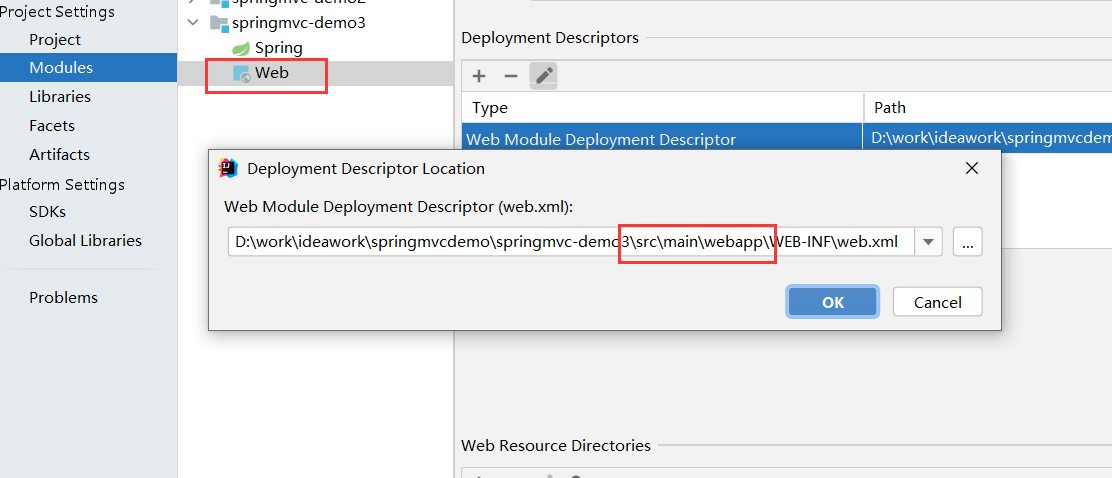 Project Settings
Project
Modules
Libraries
Facets
Artifacts
Platform Settings
SDKs
Global Libraries
Problems
springmvc-demo2
springmvc-demo3
Spring
Web
Deployment Descriptors
Type Path
Web Module Deployment Descriptor D:\work\ideawork\springmvcdem
Deployment Descriptor Location
Web Module Deployment Descriptor (web.xml):
D:\work\ideawork\springmvcdemo\springmvc-demo3\src\main\webapp\WEB-INF\web.xml
...
OK Cancel
Web Resource Directories